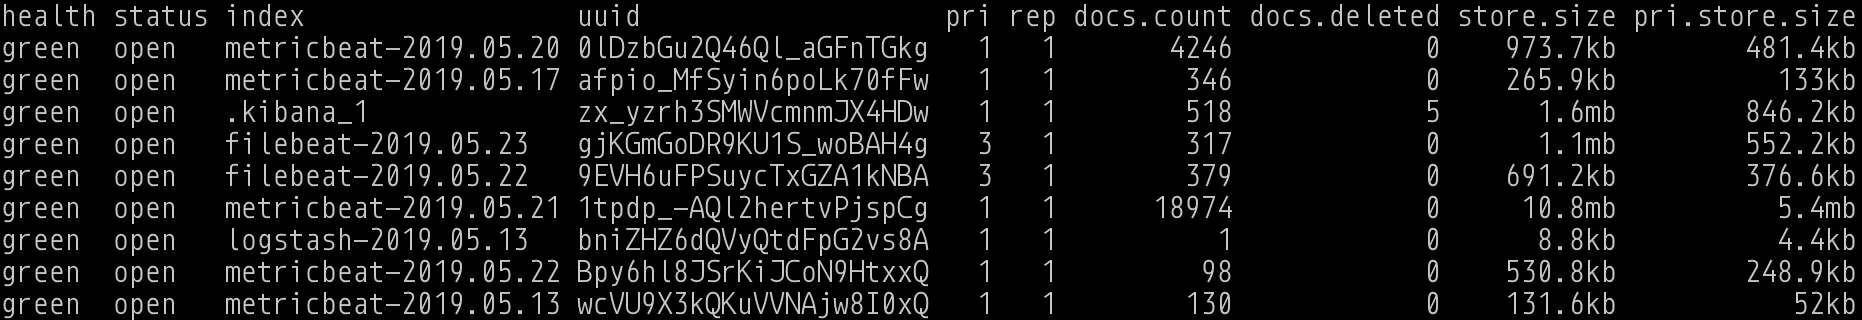 health status index                  uuid                   pri rep docs.count docs.deleted store.size pri.store.size
green  open   metricbeat-2019.05.20 0lDzbGu2Q46Ql_aGFnTGkg   1   1       4246            0    973.7kb        481.4kb
green  open   metricbeat-2019.05.17 afpio_MfSyin6poLk70fFw   1   1        346            0    265.9kb          133kb
green  open   .kibana_1             zx_yzrh3SMWVcmnmJX4HDw   1   1        518            5      1.6mb        846.2kb
green  open   filebeat-2019.05.23   gjKGmGoDR9KU1S_woBAH4g   3   1        317            0      1.1mb        552.2kb
green  open   filebeat-2019.05.22   9EVH6uFPSuycTxGZA1kNBA   3   1        379            0    691.2kb        376.6kb
green  open   metricbeat-2019.05.21 1tpdp_-AQl2hertvPjspCg   1   1      18974            0     10.8mb          5.4mb
green  open   logstash-2019.05.13   bniZHZ6dQVyQtdFpG2vs8A   1   1          1            0      8.8kb          4.4kb
green  open   metricbeat-2019.05.22 Bpy6hl8JSrKiJCoN9HtxxQ   1   1         98            0    530.8kb        248.9kb
green  open   metricbeat-2019.05.13 wcVU9X3kQKuVVNAjw8I0xQ   1   1        130            0    131.6kb           52kb